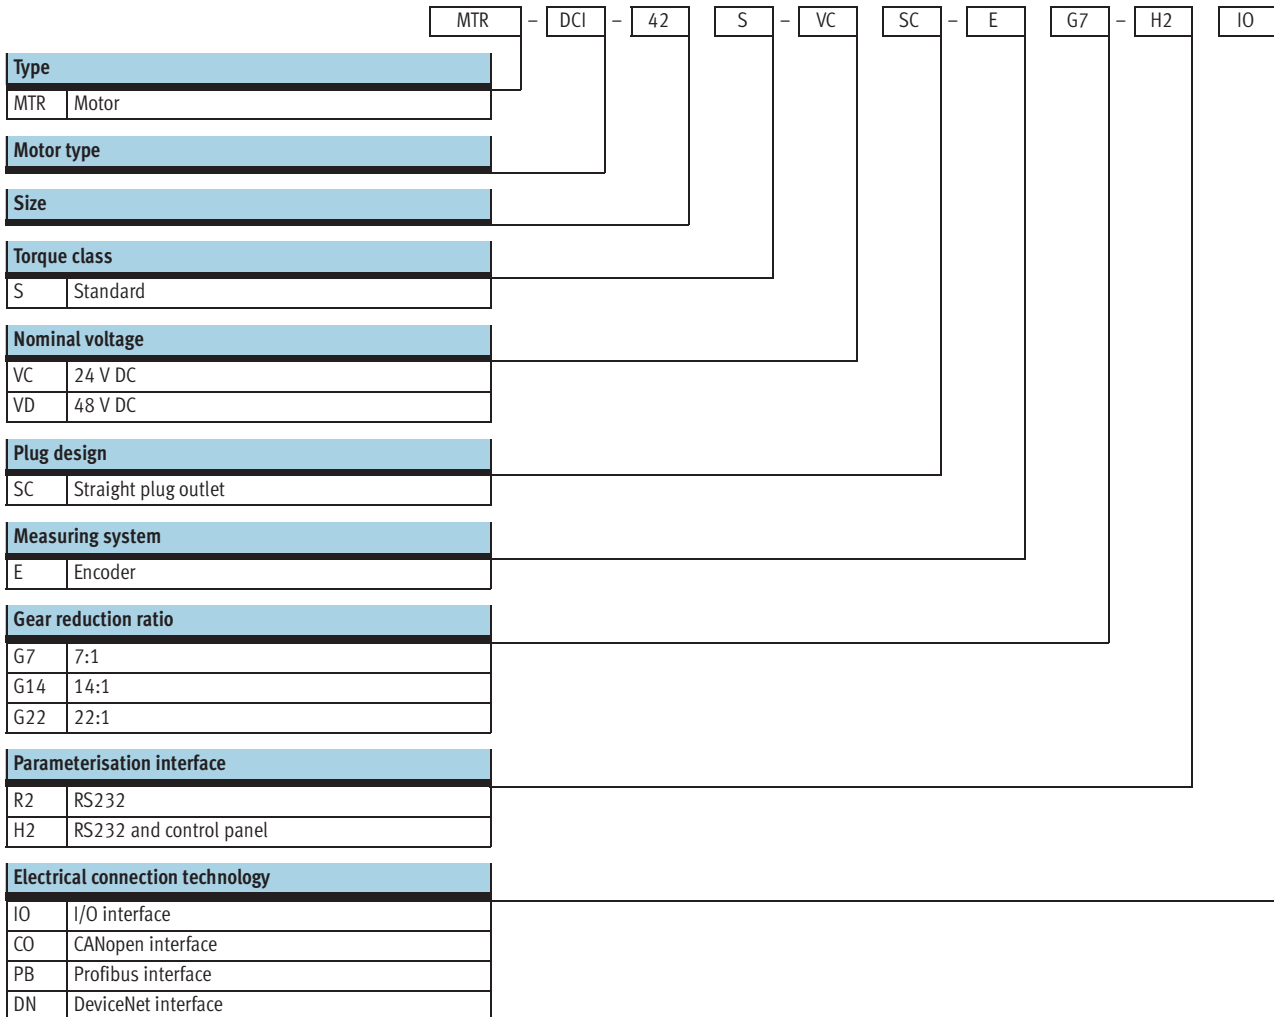 MTR – DCI – 42 S – VC SC – E G7 – H2 IO
Type
MTR Motor
Motor type
Size
Torque class
S Standard
Nominal voltage
VC 24 V DC
VD 48 V DC
Plug design
SC Straight plug outlet
Measuring system
E Encoder
Gear reduction ratio
G7 7:1
G14 14:1
G22 22:1
Parameterisation interface
R2 RS232
H2 RS232 and control panel
Electrical connection technology
IO I/O interface
CO CANopen interface
PB Profibus interface
DN DeviceNet interface